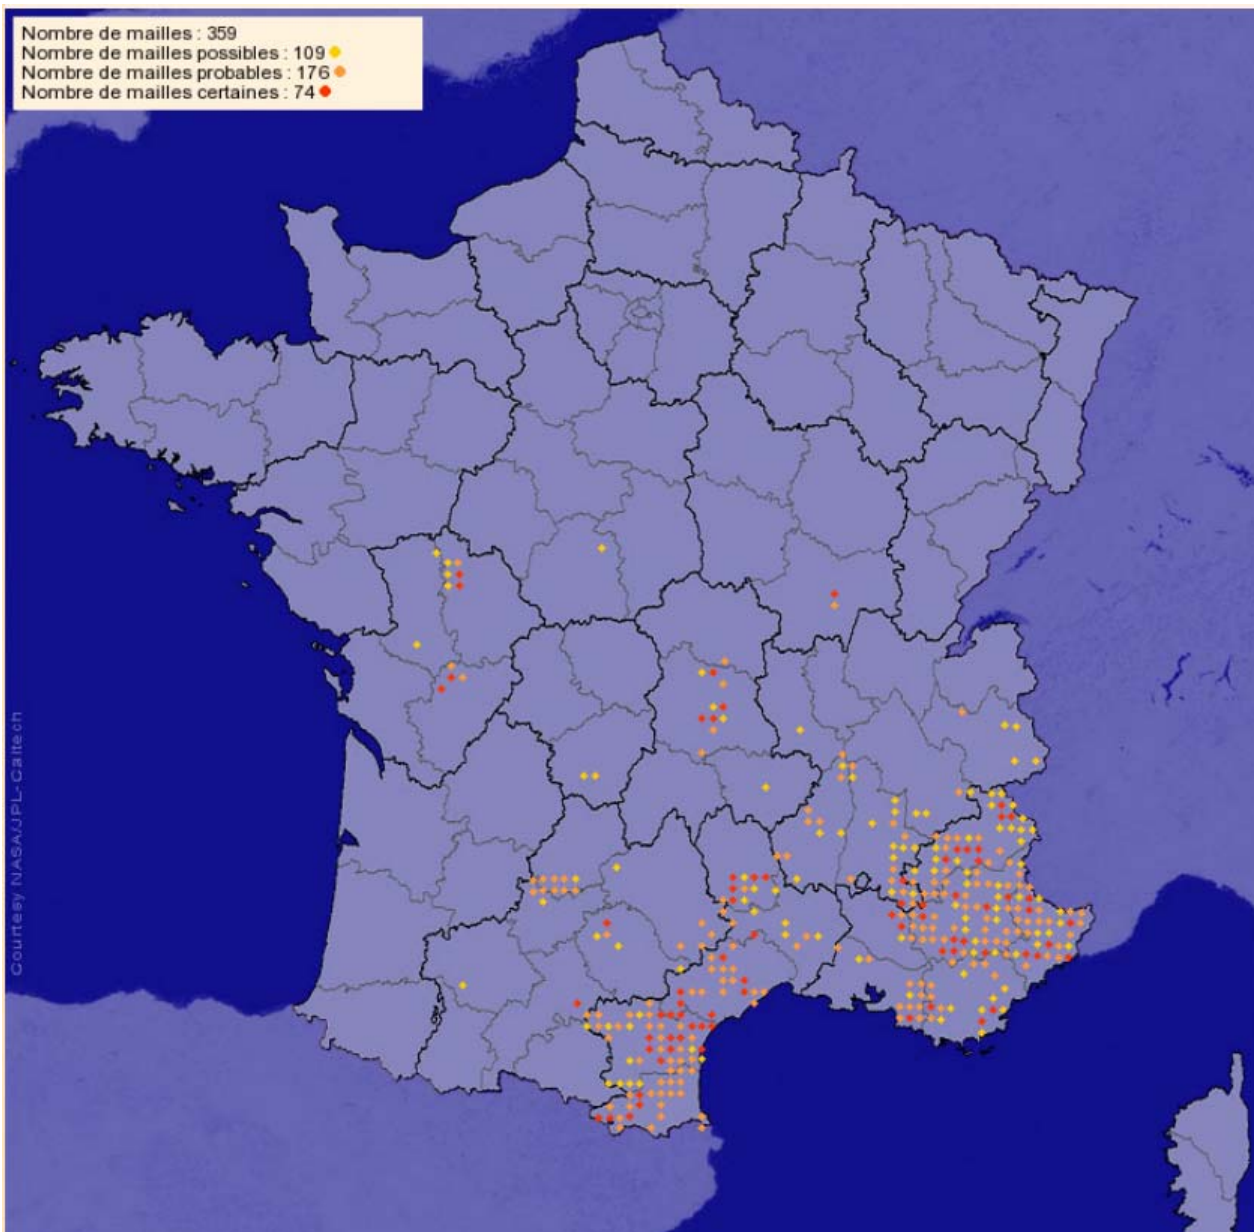 Nombre de mailles : 359
Nombre de mailles possibles : 109
Nombre de mailles probables : 176
Nombre de mailles certaines : 74
Courtesy NASA/JPL-Caltech